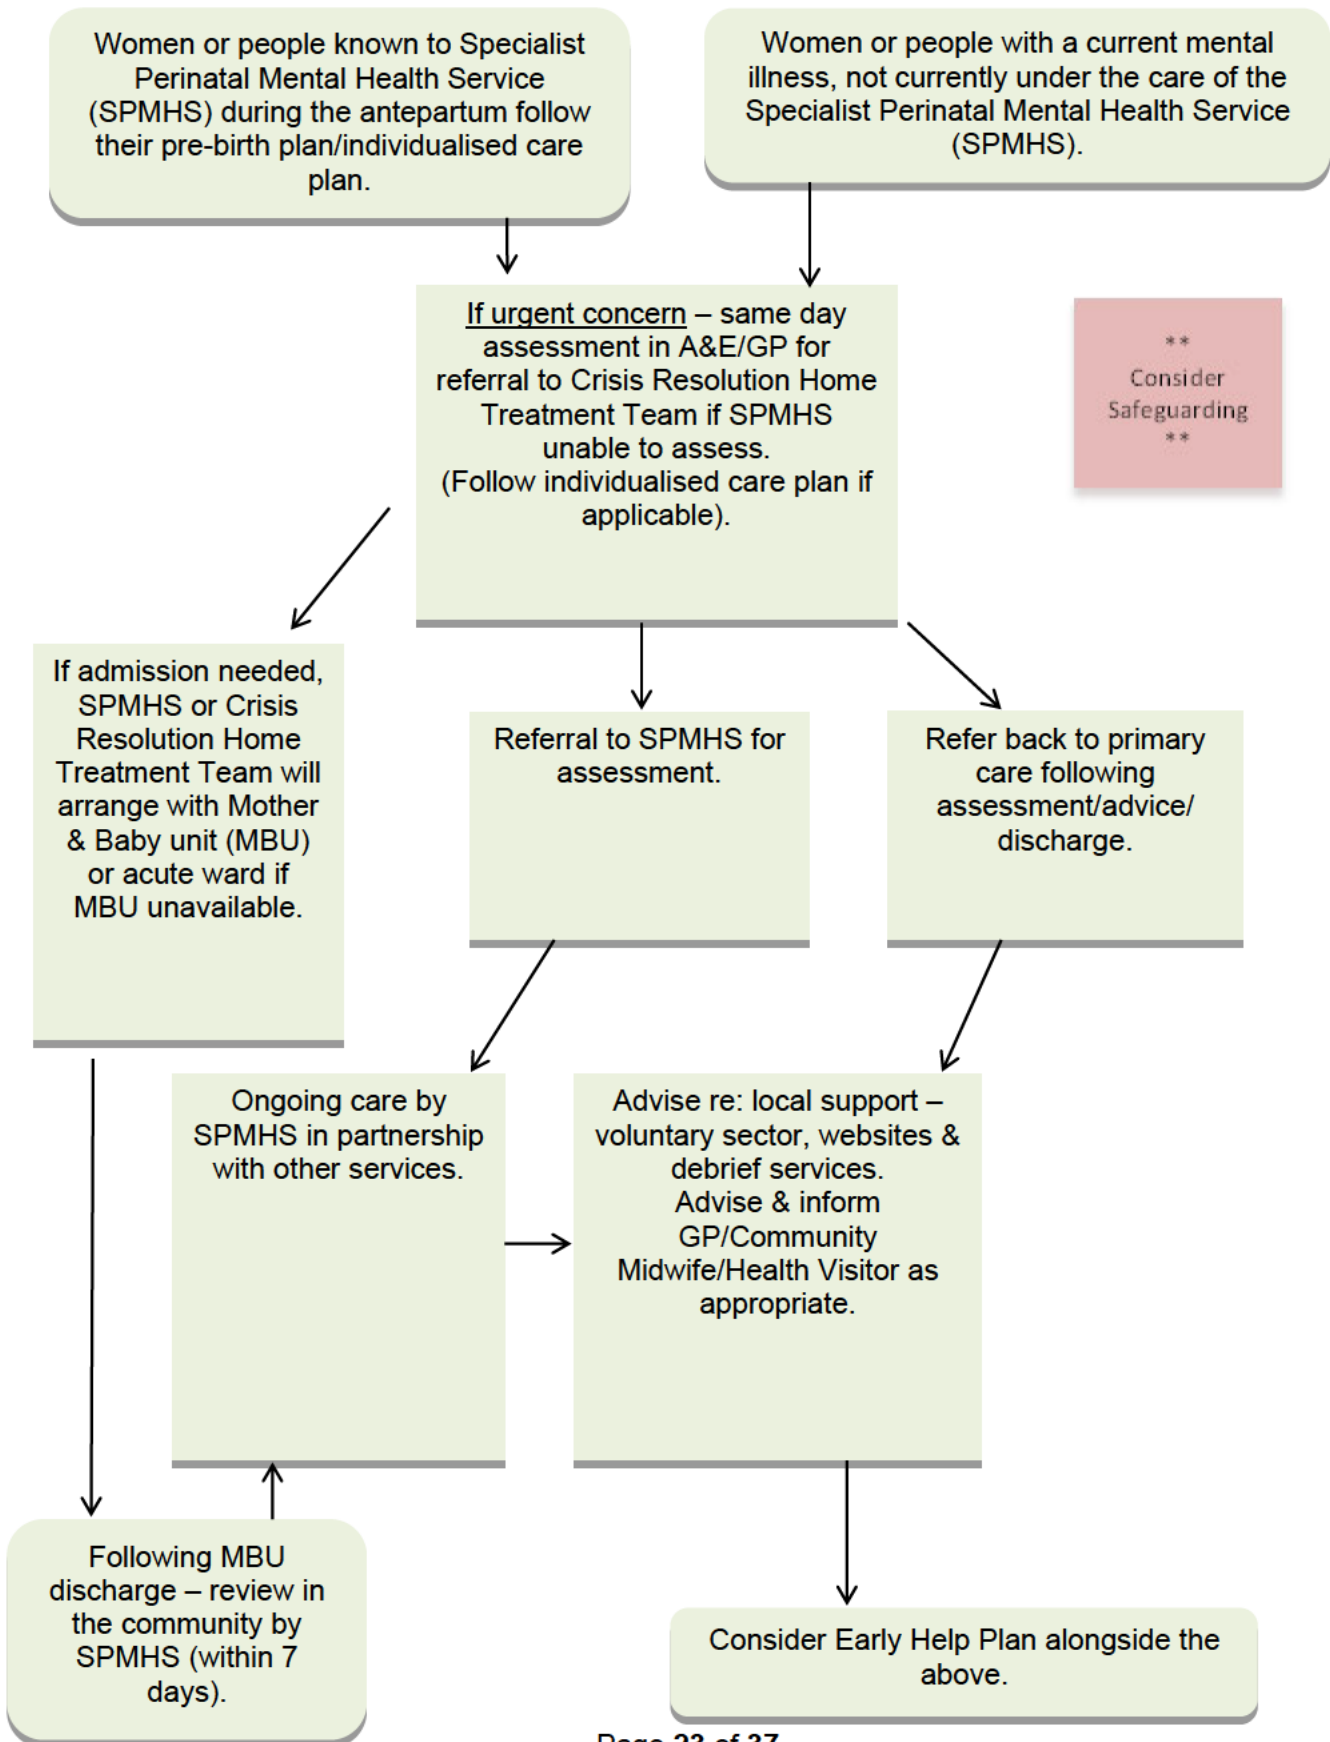 Women or people known to Specialist
Perinatal Mental Health Service
(SPMHS) during the antepartum follow
their pre-birth plan/individualised care
plan.
Women or people with a current mental
illness, not currently under the care of the
Specialist Perinatal Mental Health Service
(SPMHS).
If urgent concern – same day
assessment in A&E/GP for
referral to Crisis Resolution Home
Treatment Team if SPMHS
unable to assess.
(Follow individualised care plan if
applicable).
**
Consider
Safeguarding
**
If admission needed,
SPMHS or Crisis
Resolution Home
Treatment Team will
arrange with Mother
& Baby unit (MBU)
or acute ward if
MBU unavailable.
Referral to SPMHS for
assessment.
Refer back to primary
care following
assessment/advice/
discharge.
Ongoing care by
SPMHS in partnership
with other services.
Advise re: local support –
voluntary sector, websites &
debrief services.
Advise & inform
GP/Community
Midwife/Health Visitor as
appropriate.
Following MBU
discharge – review in
the community by
SPMHS (within 7
days).
Consider Early Help Plan alongside the
above.
Page 23 of 37